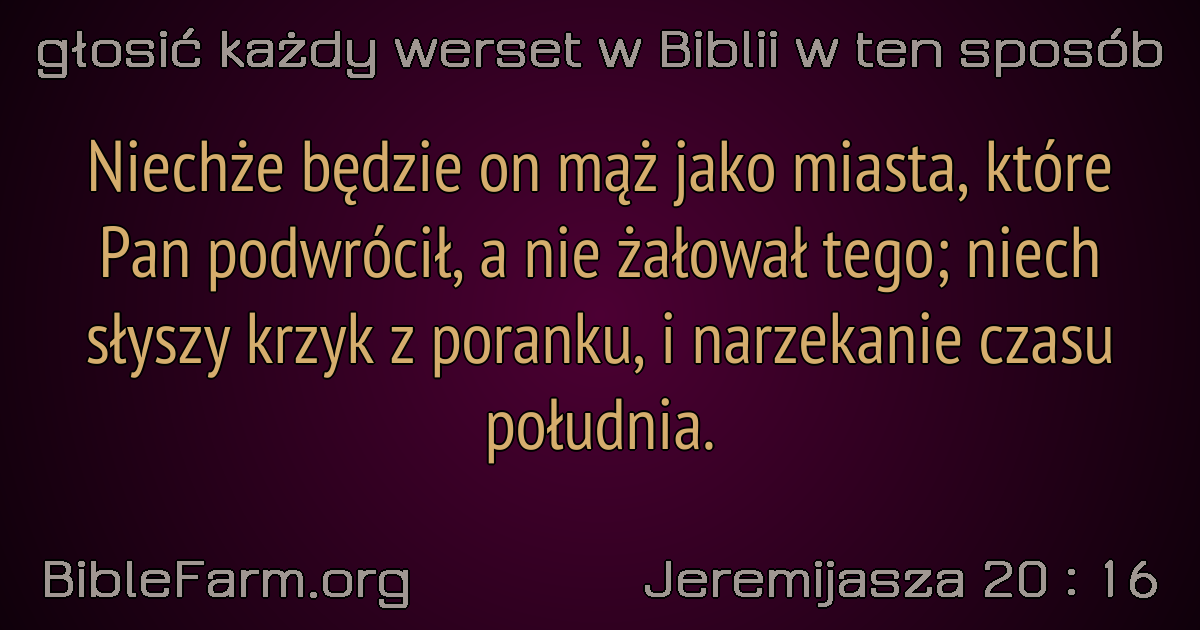 głosić każdy werset w Biblii w ten sposób
Niechże będzie on mąż jako miasta, które
Pan podwrócił, a nie żałował tego; niech
słyszy krzyk z poranku, i narzekanie czasu
południa.
BibleFarm.org
Jeremijasza 20 : 16